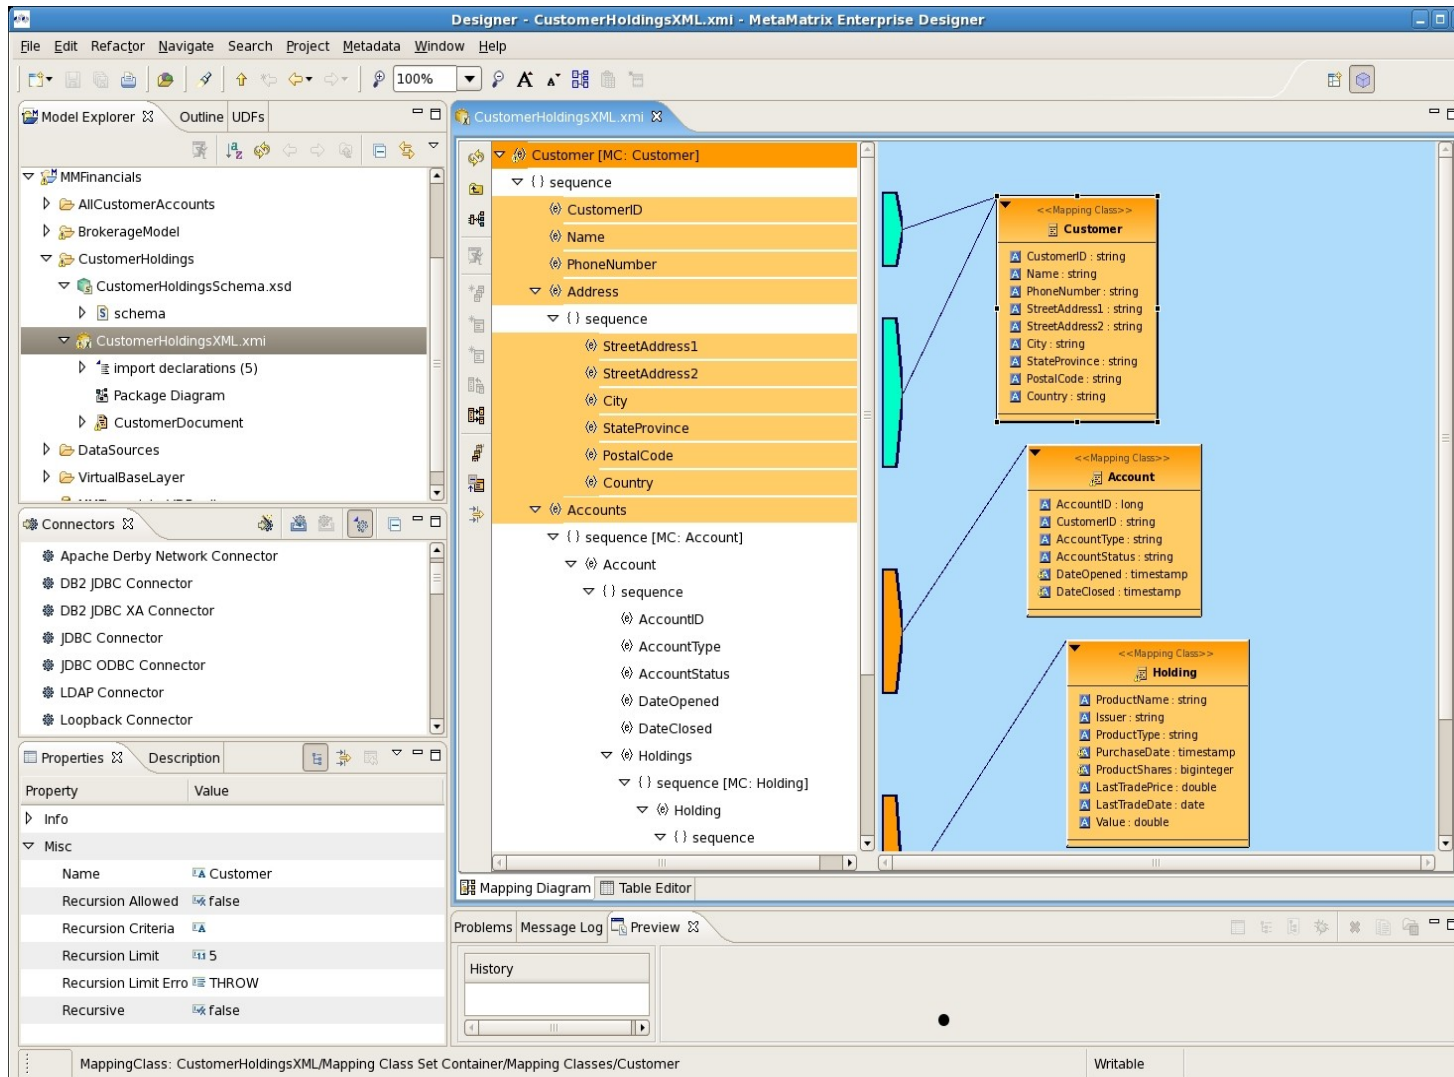 Designer - CustomerHoldingsXML.xmi - MetaMatrix Enterprise Designer
File Edit Refactor Navigate Search Project Metadata Window Help
100%
Model Explorer Outline UDFs
MMFinancials
AllCustomerAccounts
BrokerageModel
CustomerHoldings
CustomerHoldingsSchema.xsd
schema
CustomerHoldingsXML.xmi
import declarations (5)
Package Diagram
CustomerDocument
DataSources
VirtualBaseLayer
Connectors
Apache Derby Network Connector
DB2 JDBC Connector
DB2 JDBC XA Connector
JDBC Connector
JDBC ODBC Connector
LDAP Connector
Loopback Connector
Properties Description
Property Value
Info
Misc
Name Customer
Recursion Allowed false
Recursion Criteria
Recursion Limit 5
Recursion Limit Erro THROW
Recursive false
CustomerHoldingsXML.xmi
Customer [MC: Customer]
sequence
CustomerID
Name
PhoneNumber
Address
sequence
StreetAddress1
StreetAddress2
City
StateProvince
PostalCode
Country
Accounts
sequence [MC: Account]
Account
sequence
AccountID
AccountType
AccountStatus
DateOpened
DateClosed
Holdings
sequence [MC: Holding]
Holding
sequence
<<Mapping Class>>
Customer
CustomerID : string
Name : string
PhoneNumber : string
StreetAddress1 : string
StreetAddress2 : string
City : string
StateProvince : string
PostalCode : string
Country : string
<<Mapping Class>>
Account
AccountID : long
CustomerID : string
AccountType : string
AccountStatus : string
DateOpened : timestamp
DateClosed : timestamp
<<Mapping Class>>
Holding
ProductName : string
Issuer : string
ProductType : string
PurchaseDate : timestamp
ProductShares : biginteger
LastTradePrice : double
LastTradeDate : date
Value : double
Mapping Diagram Table Editor
Problems Message Log Preview
History
MappingClass: CustomerHoldingsXML/Mapping Class Set Container/Mapping Classes/Customer
Writable